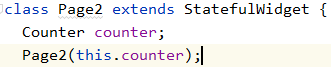 class Page2 extends StatefulWidget {
Counter counter;
Page2(this.counter);